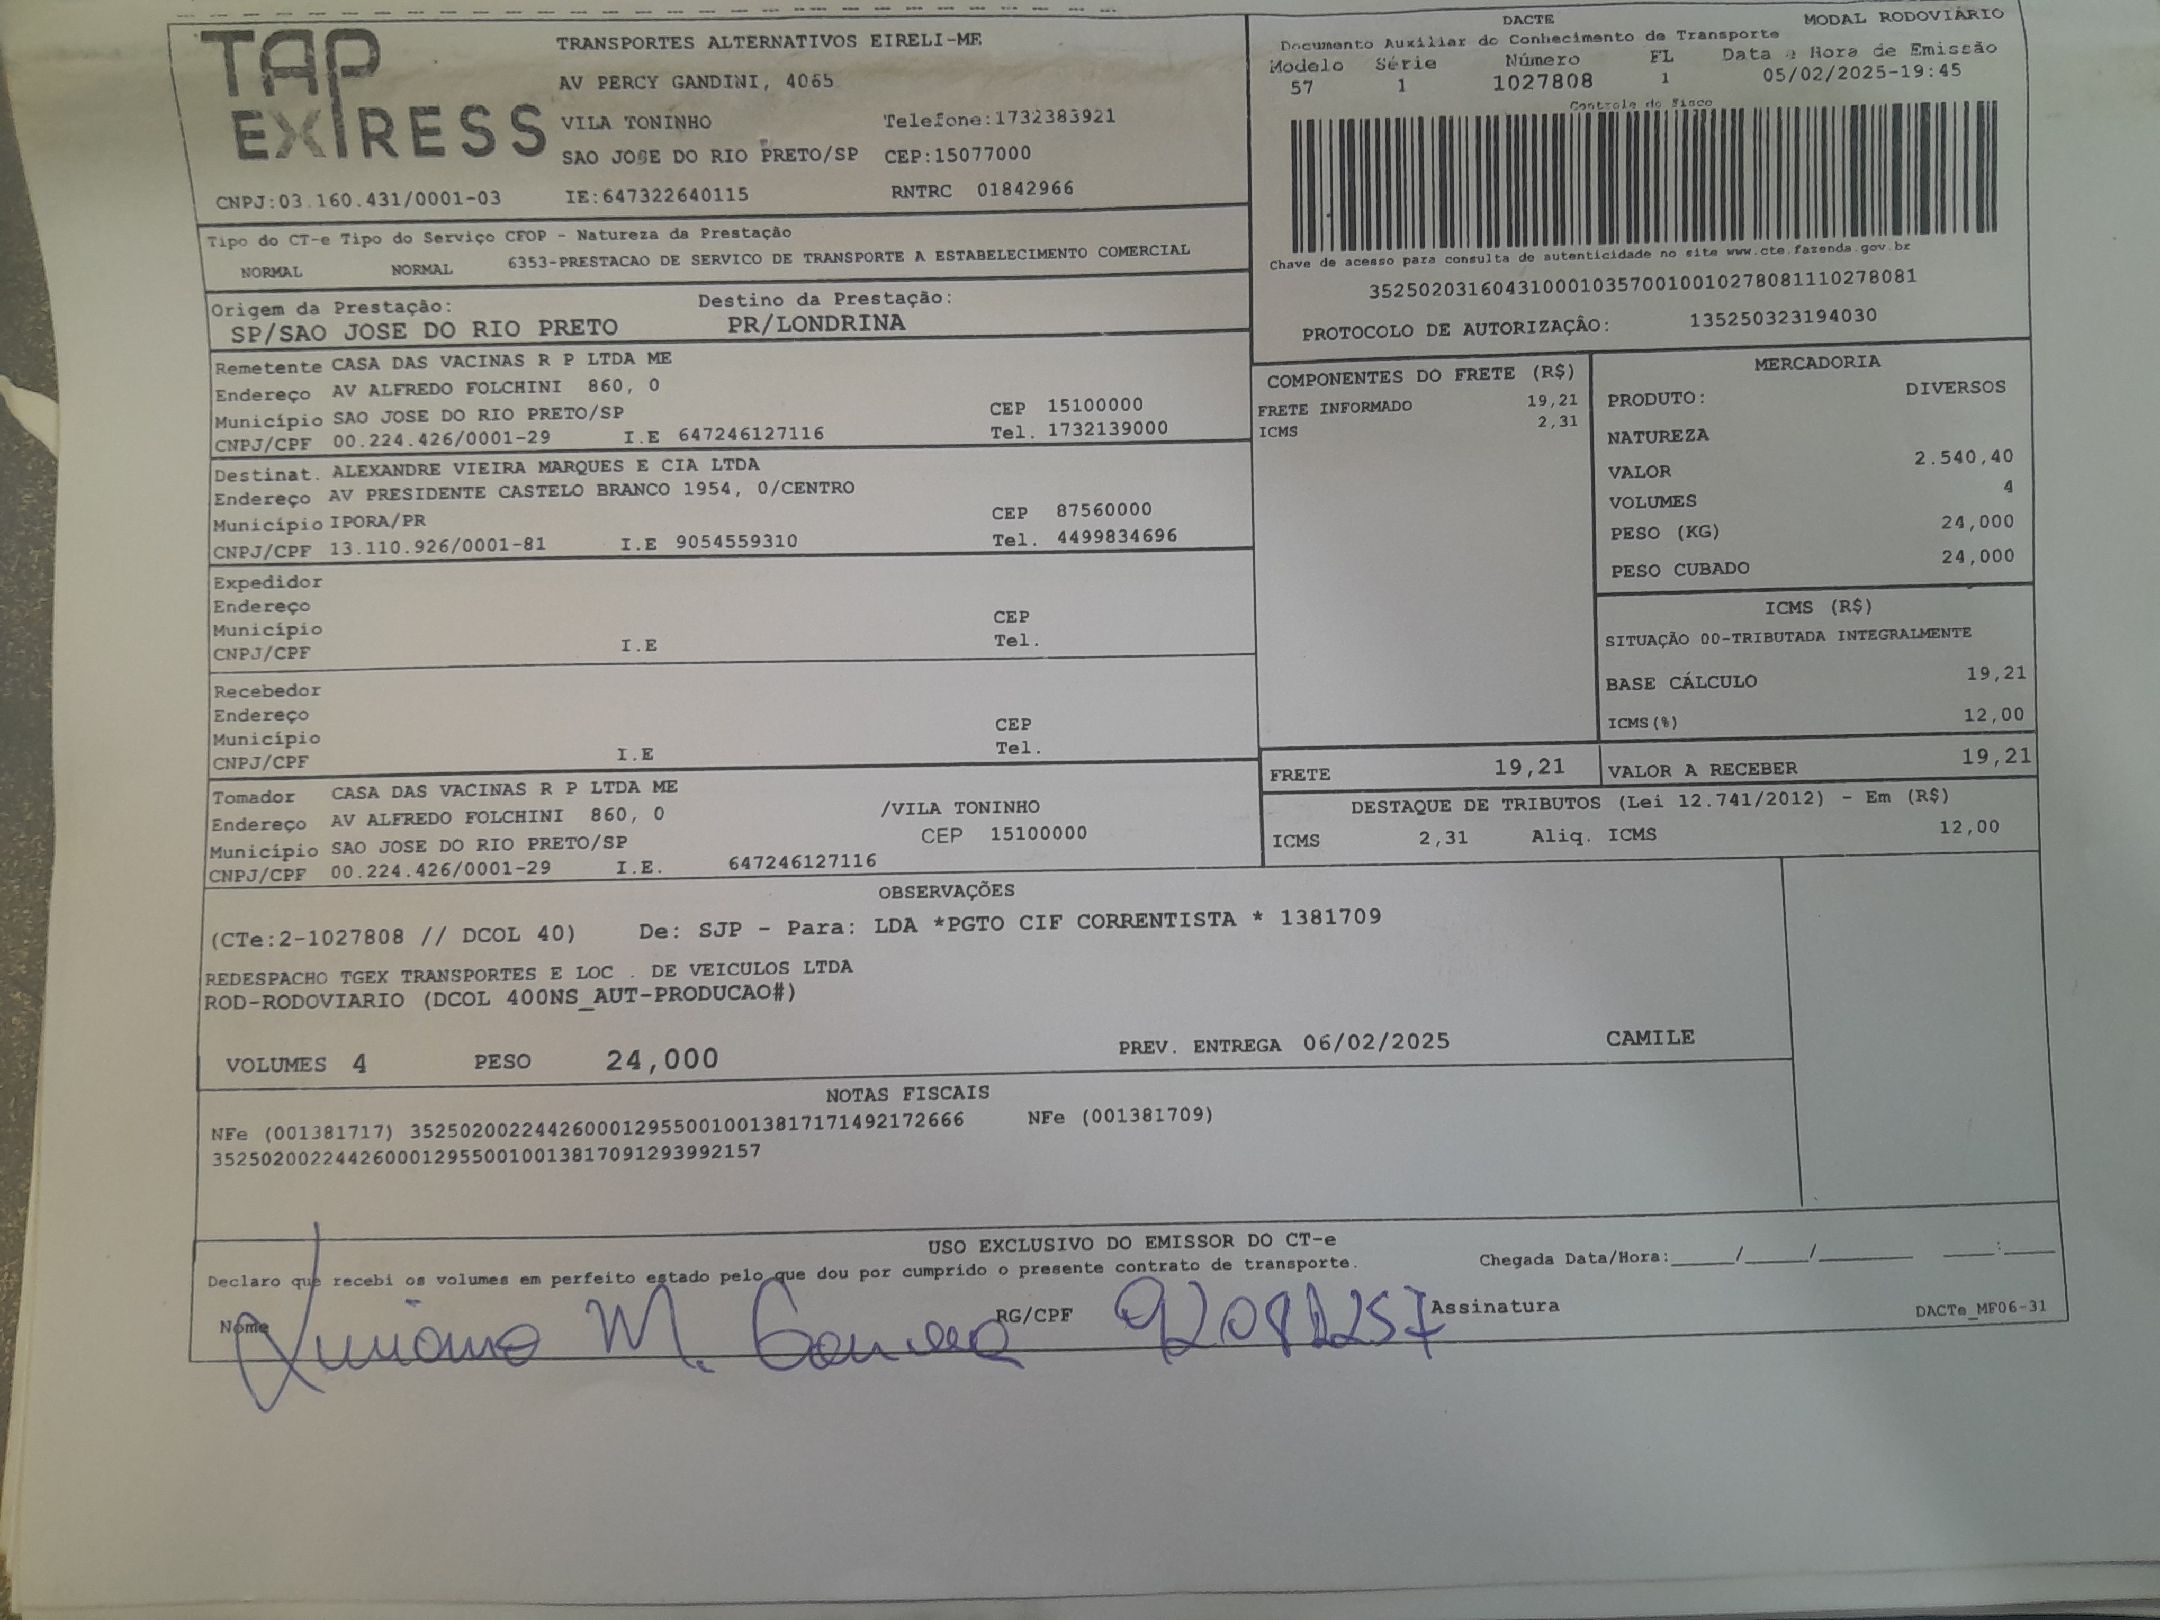 TAP EXPRESS
TRANSPORTES ALTERNATIVOS EIRELI-ME
AV PERCY GANDINI, 4065
VILA TONINHO Telefone:1732383921
SAO JOSE DO RIO PRETO/SP CEP:15077000
CNPJ:03.160.431/0001-03 IE:647322640115 RNTRC 01842966
DACTE MODAL RODOVIÁRIO
Documento Auxiliar do Conhecimento de Transporte
Modelo Série Número FL Data e Hora de Emissão
57 1 1027808 1 05/02/2025-19:45
Controle do Fisco
Chave de acesso para consulta de autenticidade no site www.cte.fazenda.gov.br
35250203160431000103570010010278081110278081
PROTOCOLO DE AUTORIZAÇÂO: 135250323194030
Tipo do CT-e Tipo do Serviço CFOP - Natureza da Prestação
NORMAL NORMAL 6353-PRESTACAO DE SERVICO DE TRANSPORTE A ESTABELECIMENTO COMERCIAL
Origem da Prestação: Destino da Prestação:
SP/SAO JOSE DO RIO PRETO PR/LONDRINA
Remetente CASA DAS VACINAS R P LTDA ME
Endereço AV ALFREDO FOLCHINI 860, 0
Município SAO JOSE DO RIO PRETO/SP CEP 15100000
CNPJ/CPF 00.224.426/0001-29 I.E 647246127116 Tel. 1732139000
Destinat. ALEXANDRE VIEIRA MARQUES E CIA LTDA
Endereço AV PRESIDENTE CASTELO BRANCO 1954, 0/CENTRO
Município IPORA/PR CEP 87560000
CNPJ/CPF 13.110.926/0001-81 I.E 9054559310 Tel. 4499834696
Expedidor
Endereço
Município CEP
CNPJ/CPF I.E Tel.
Recebedor
Endereço
Município CEP
CNPJ/CPF I.E Tel.
Tomador CASA DAS VACINAS R P LTDA ME
Endereço AV ALFREDO FOLCHINI 860, 0 /VILA TONINHO
Município SAO JOSE DO RIO PRETO/SP CEP 15100000
CNPJ/CPF 00.224.426/0001-29 I.E. 647246127116
COMPONENTES DO FRETE (R$)
FRETE INFORMADO 19,21
ICMS 2,31
MERCADORIA
PRODUTO: DIVERSOS
NATUREZA
VALOR 2.540,40
VOLUMES 4
PESO (KG) 24,000
PESO CUBADO 24,000
ICMS (R$)
SITUAÇÃO 00-TRIBUTADA INTEGRALMENTE
BASE CÁLCULO 19,21
ICMS(%) 12,00
FRETE 19,21 VALOR A RECEBER 19,21
DESTAQUE DE TRIBUTOS (Lei 12.741/2012) - Em (R$)
ICMS 2,31 Aliq. ICMS 12,00
OBSERVAÇÕES
(CTe:2-1027808 // DCOL 40) De: SJP - Para: LDA *PGTO CIF CORRENTISTA * 1381709
REDESPACHO TGEX TRANSPORTES E LOC . DE VEICULOS LTDA
ROD-RODOVIARIO (DCOL 400NS_AUT-PRODUCAO#)
VOLUMES 4 PESO 24,000 PREV. ENTREGA 06/02/2025 CAMILE
NOTAS FISCAIS
NFe (001381717) 35250200224426000129550010013817171492172666 NFe (001381709)
35250200224426000129550010013817091293992157
USO EXCLUSIVO DO EMISSOR DO CT-e
Declaro que recebi os volumes em perfeito estado pelo que dou por cumprido o presente contrato de transporte. Chegada Data/Hora:_____/_____/________ ____:____
Nome M. RG/CPF Assinatura DACTe_MF06-31